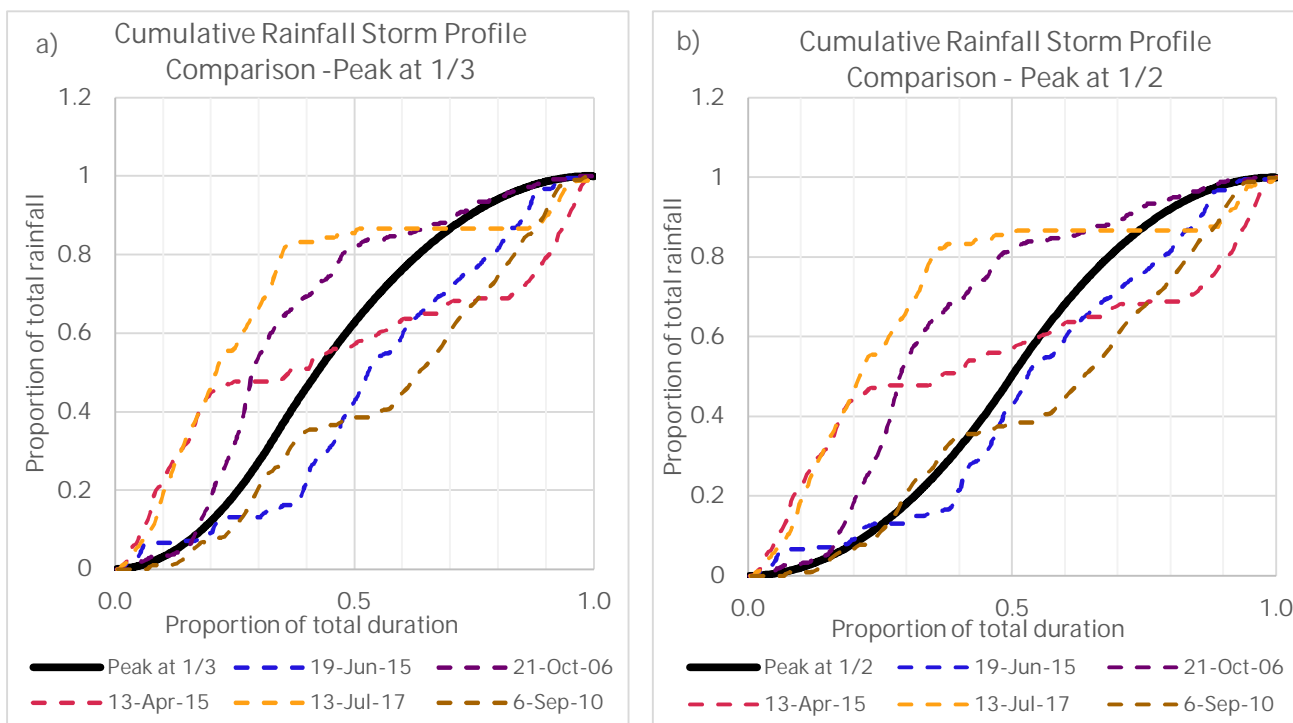 a)
Cumulative Rainfall Storm Profile
Comparison -Peak at 1/3
1.2
1
0.8
0.6
0.4
0.2
0
Proportion of total rainfall
0.0 0.5 1.0
Proportion of total duration
Peak at 1/3 19-Jun-15 21-Oct-06
13-Apr-15 13-Jul-17 6-Sep-10
b)
Cumulative Rainfall Storm Profile
Comparison - Peak at 1/2
1.2
1
0.8
0.6
0.4
0.2
0
Proportion of total rainfall
0.0 0.5 1.0
Proportion of total duration
Peak at 1/2 19-Jun-15 21-Oct-06
13-Apr-15 13-Jul-17 6-Sep-10